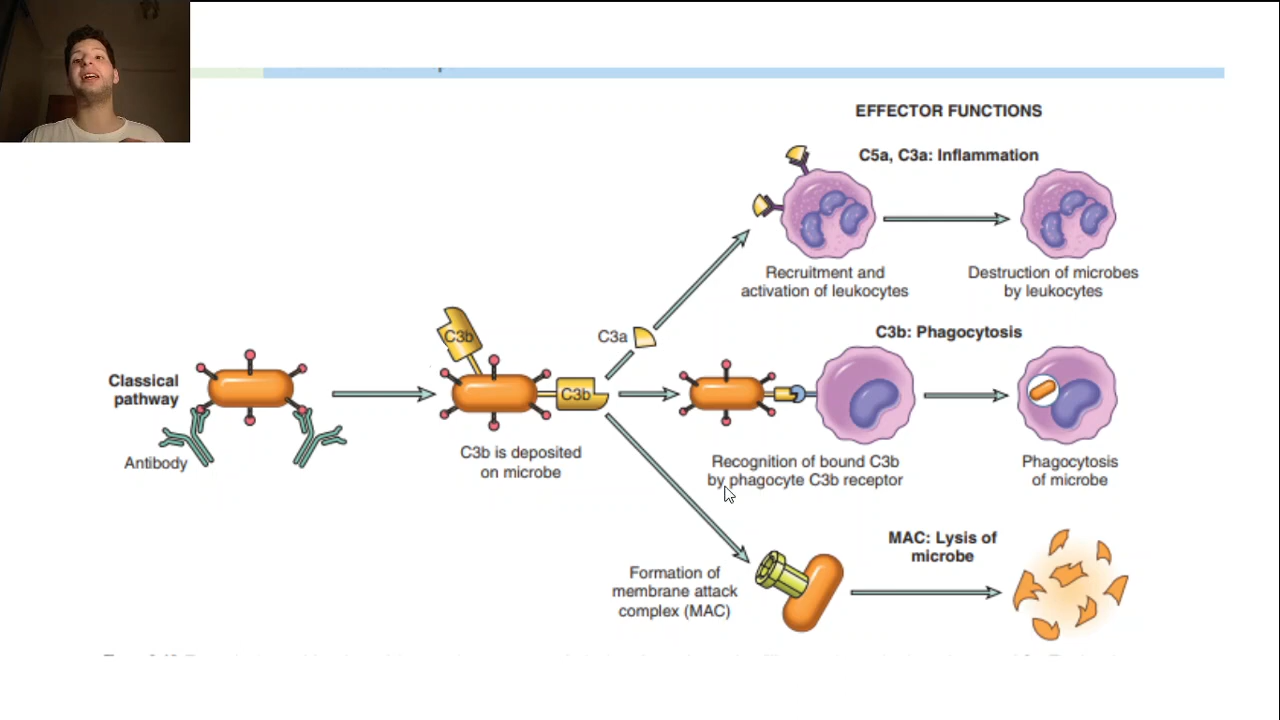 EFFECTOR FUNCTIONS
C5a, C3a: Inflammation
Recruitment and
activation of leukocytes
Destruction of microbes
by leukocytes
C3b
C3a
C3b: Phagocytosis
Classical
pathway
Antibody
C3b
C3b is deposited
on microbe
Recognition of bound C3b
by phagocyte C3b receptor
Phagocytosis
of microbe
MAC: Lysis of
microbe
Formation of
membrane attack
complex (MAC)